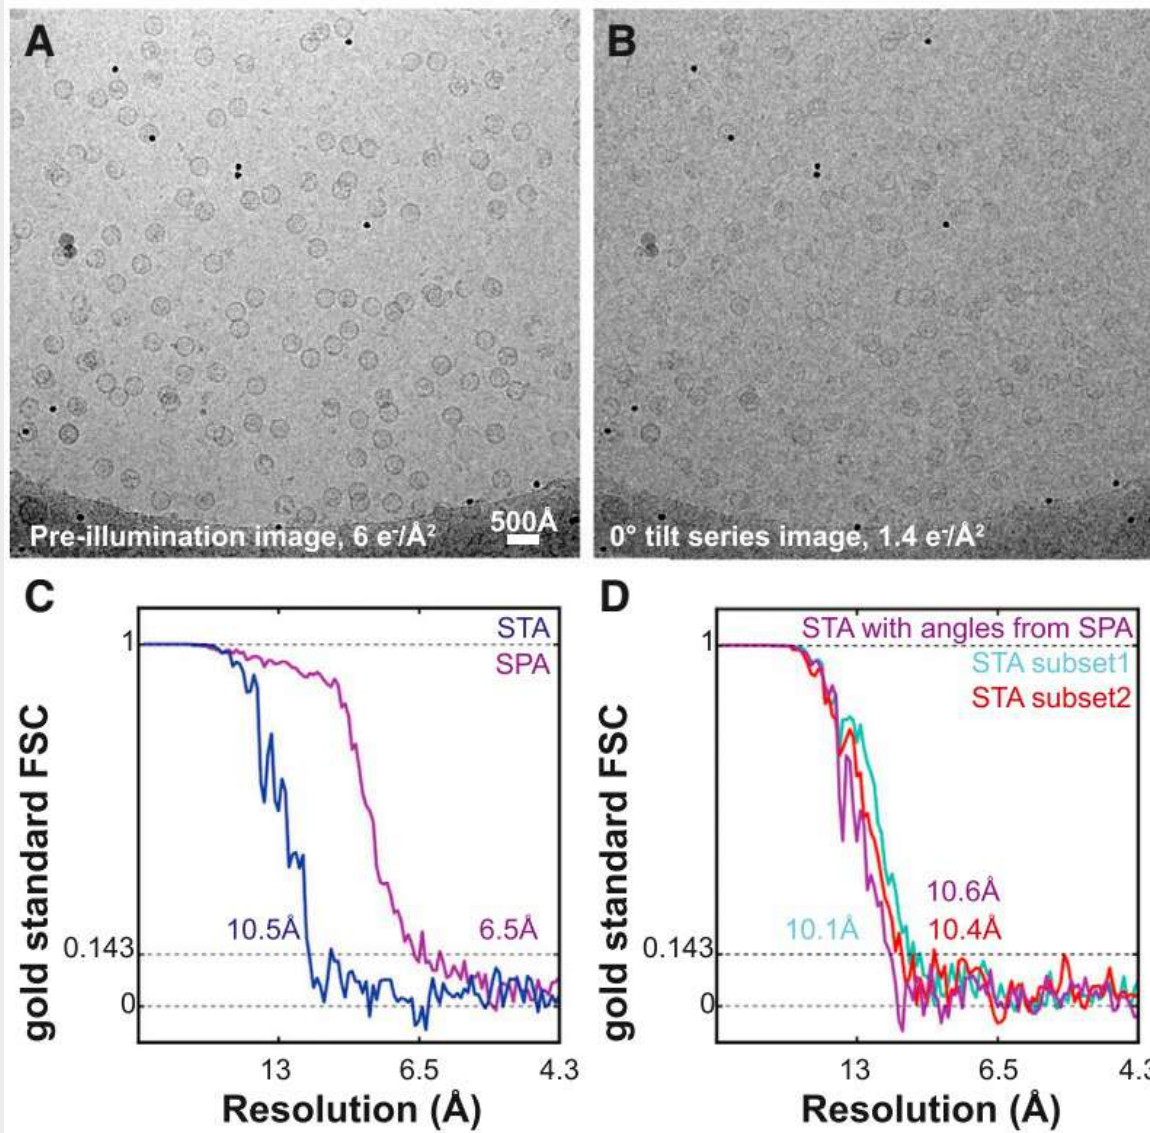 A
B
Pre-illumination image, 6 e⁻/Å²
500Å
0° tilt series image, 1.4 e⁻/Å²
C
D
gold standard FSC
1
0.143
0
STA
SPA
10.5Å
6.5Å
13
6.5
4.3
Resolution (Å)
gold standard FSC
1
0.143
0
STA with angles from SPA
STA subset1
STA subset2
10.6Å
10.1Å
10.4Å
13
6.5
4.3
Resolution (Å)